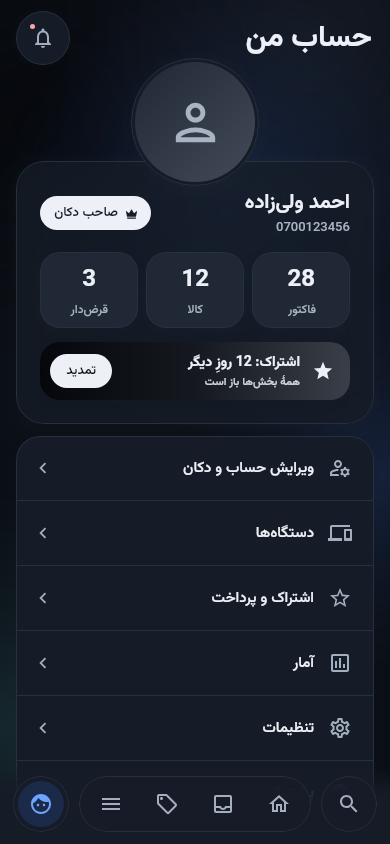 حساب من
احمد ولی‌زاده
صاحب دکان
0700123456
28
12
3
فاکتور
کالا
قرض‌دار
اشتراک: 12 روزِ دیگر
همهٔ بخش‌ها باز است
تمدید
ویرایش حساب و دکان
دستگاه‌ها
اشتراک و پرداخت
آمار
تنظیمات